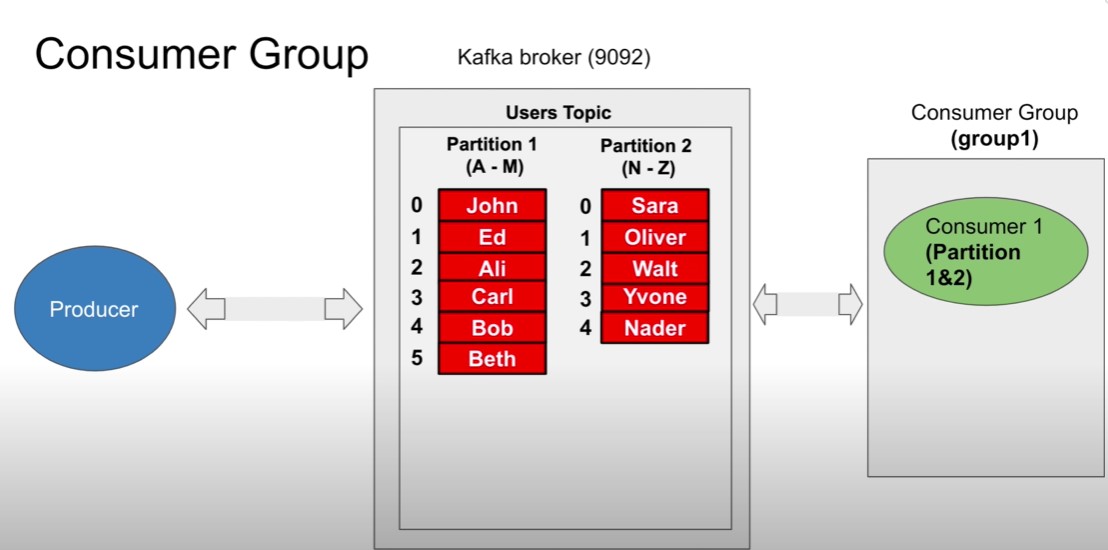 Consumer Group
Kafka broker (9092)
Users Topic
Partition 1
(A - M)
0 John
1 Ed
2 Ali
3 Carl
4 Bob
5 Beth
Partition 2
(N - Z)
0 Sara
1 Oliver
2 Walt
3 Yvone
4 Nader
Producer
Consumer Group
(group1)
Consumer 1
(Partition
1&2)